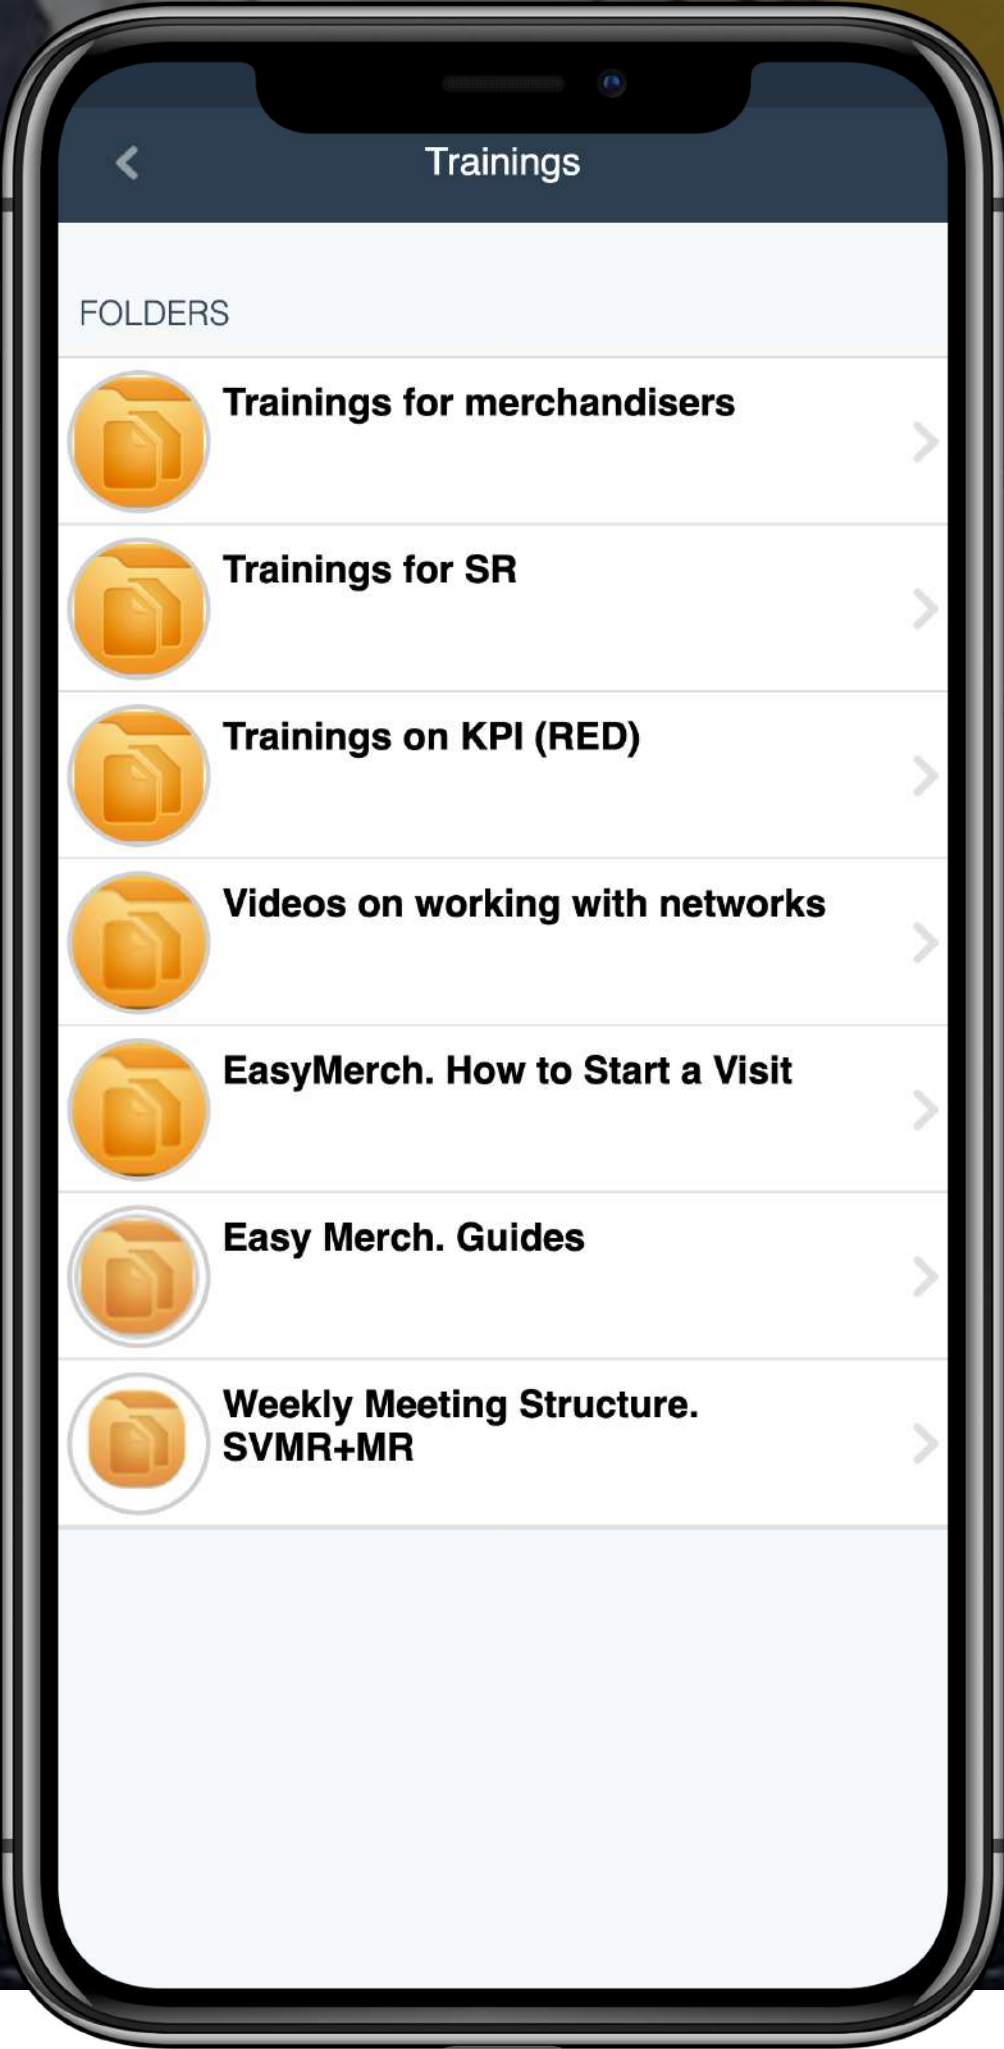 Trainings
FOLDERS
Trainings for merchandisers
Trainings for SR
Trainings on KPI (RED)
Videos on working with networks
EasyMerch. How to Start a Visit
Easy Merch. Guides
Weekly Meeting Structure.
SVMR+MR